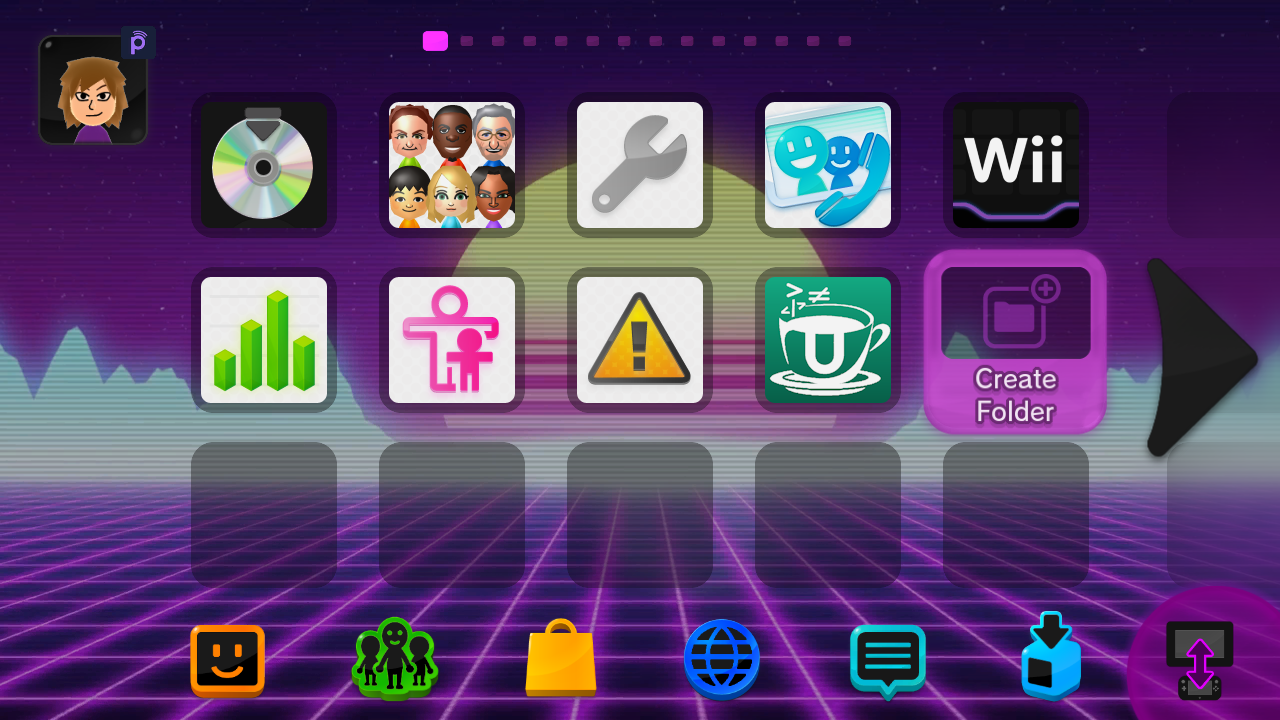 p
Wii
> ≠
</>
U
Create
Folder